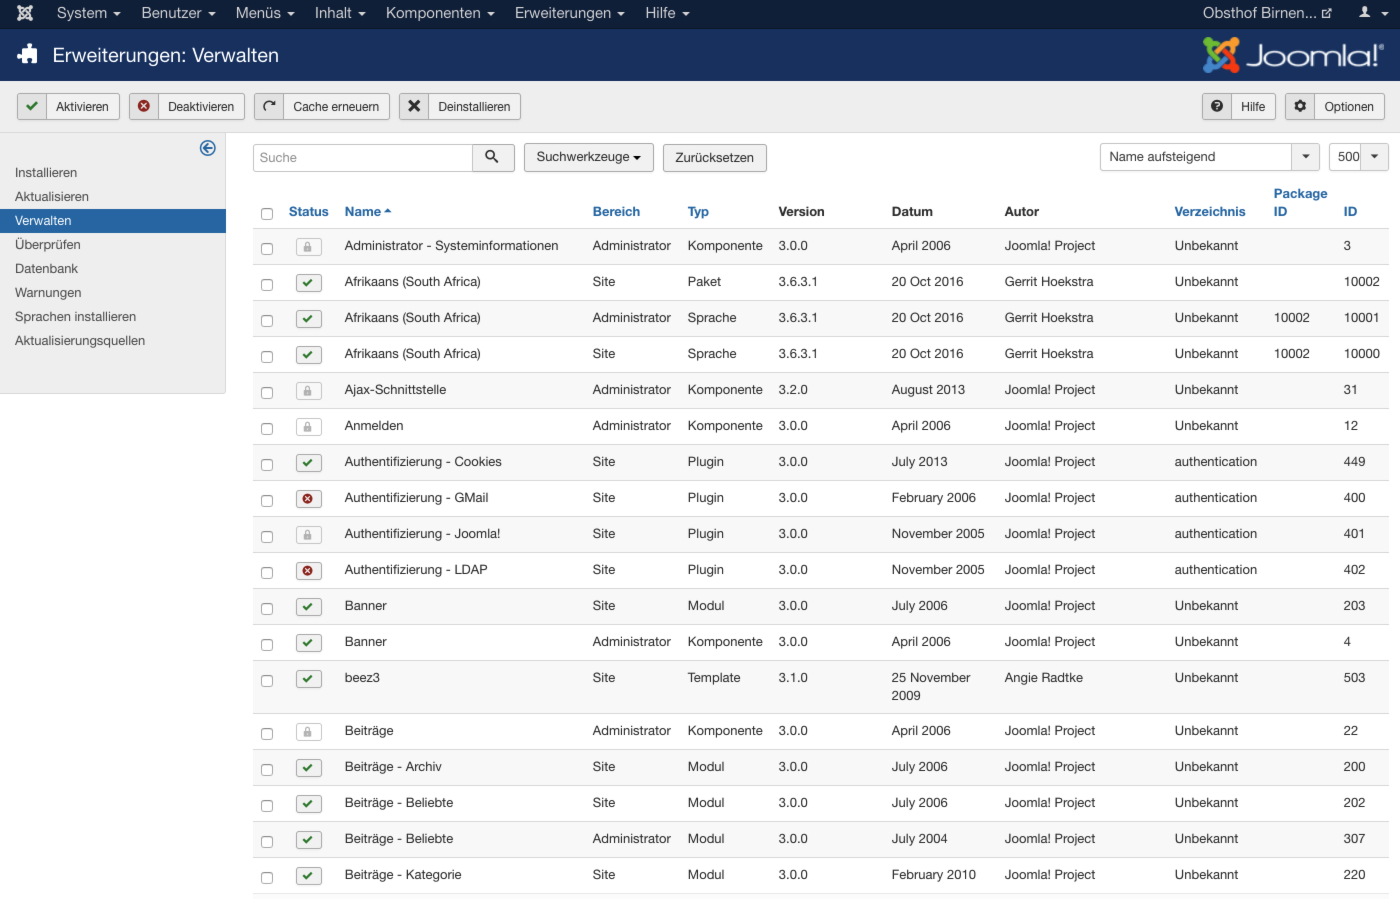 System Benutzer Menüs Inhalt Komponenten Erweiterungen Hilfe Obsthof Birnen...
Erweiterungen: Verwalten Joomla!®
Aktivieren Deaktivieren Cache erneuern Deinstallieren Hilfe Optionen
Installieren
Aktualisieren
Verwalten
Überprüfen
Datenbank
Warnungen
Sprachen installieren
Aktualisierungsquellen
Suche Suchwerkzeuge Zurücksetzen Name aufsteigend 500
Status Name Bereich Typ Version Datum Autor Verzeichnis Package ID ID
Administrator - Systeminformationen Administrator Komponente 3.0.0 April 2006 Joomla! Project Unbekannt 3
Afrikaans (South Africa) Site Paket 3.6.3.1 20 Oct 2016 Gerrit Hoekstra Unbekannt 10002
Afrikaans (South Africa) Administrator Sprache 3.6.3.1 20 Oct 2016 Gerrit Hoekstra Unbekannt 10002 10001
Afrikaans (South Africa) Site Sprache 3.6.3.1 20 Oct 2016 Gerrit Hoekstra Unbekannt 10002 10000
Ajax-Schnittstelle Administrator Komponente 3.2.0 August 2013 Joomla! Project Unbekannt 31
Anmelden Administrator Komponente 3.0.0 April 2006 Joomla! Project Unbekannt 12
Authentifizierung - Cookies Site Plugin 3.0.0 July 2013 Joomla! Project authentication 449
Authentifizierung - GMail Site Plugin 3.0.0 February 2006 Joomla! Project authentication 400
Authentifizierung - Joomla! Site Plugin 3.0.0 November 2005 Joomla! Project authentication 401
Authentifizierung - LDAP Site Plugin 3.0.0 November 2005 Joomla! Project authentication 402
Banner Site Modul 3.0.0 July 2006 Joomla! Project Unbekannt 203
Banner Administrator Komponente 3.0.0 April 2006 Joomla! Project Unbekannt 4
beez3 Site Template 3.1.0 25 November 2009 Angie Radtke Unbekannt 503
Beiträge Administrator Komponente 3.0.0 April 2006 Joomla! Project Unbekannt 22
Beiträge - Archiv Site Modul 3.0.0 July 2006 Joomla! Project Unbekannt 200
Beiträge - Beliebte Site Modul 3.0.0 July 2006 Joomla! Project Unbekannt 202
Beiträge - Beliebte Administrator Modul 3.0.0 July 2004 Joomla! Project Unbekannt 307
Beiträge - Kategorie Site Modul 3.0.0 February 2010 Joomla! Project Unbekannt 220